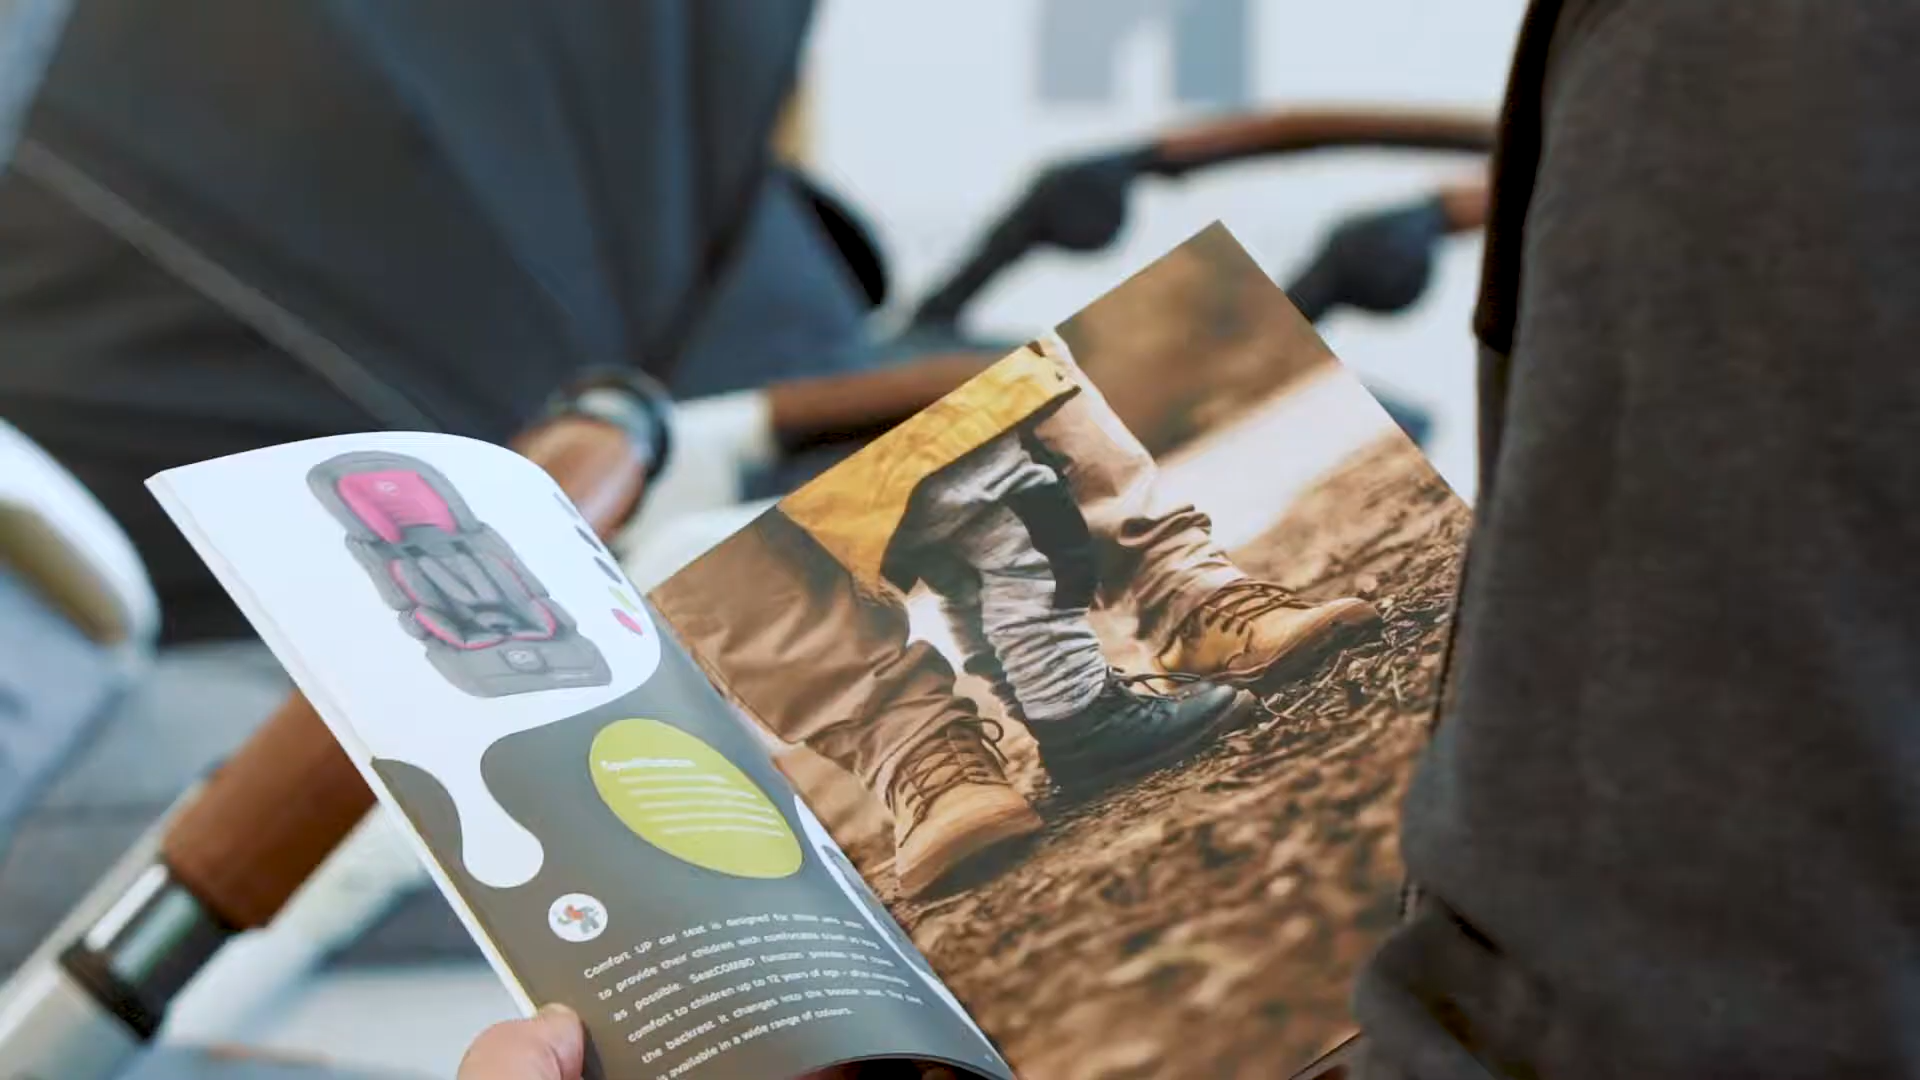 Specifications
Comfort UP car seat is designed for those who want
to provide their children with comfortable travel as long
as possible. SeatCOMBO function provides the
comfort to children up to 12 years of age - after
the backrest it changes into the booster seat. The seat
is available in a wide range of colours.